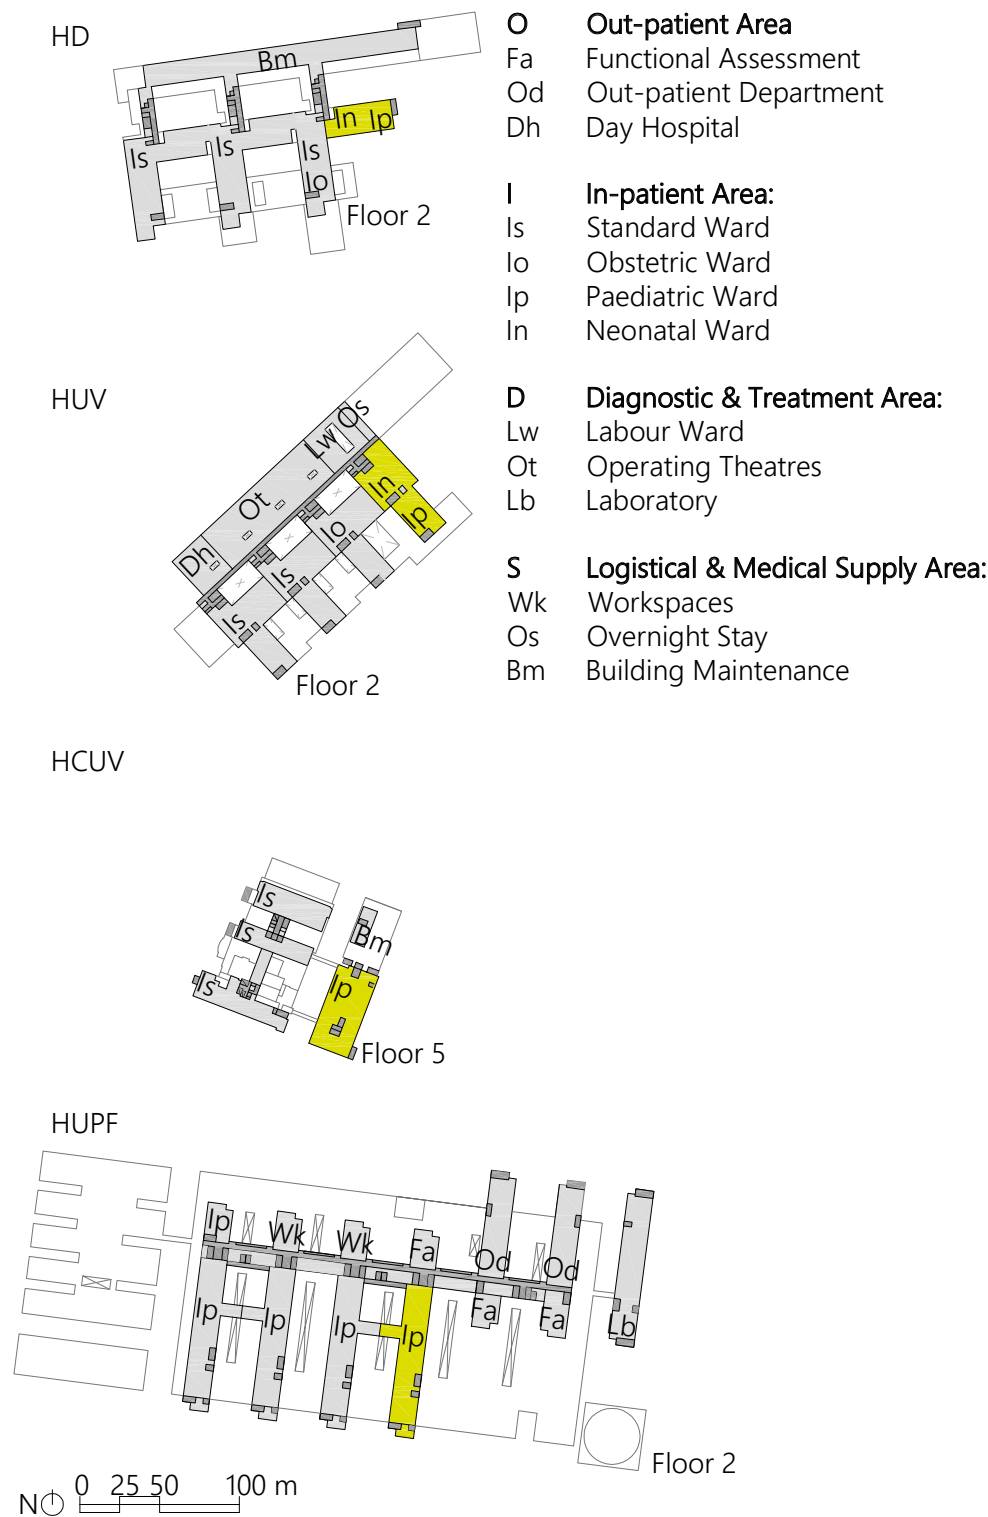 HD
Bm
In Ip
Is
Is
Is
Io
Floor 2
O Out-patient Area
Fa Functional Assessment
Od Out-patient Department
Dh Day Hospital
I In-patient Area:
Is Standard Ward
Io Obstetric Ward
Ip Paediatric Ward
In Neonatal Ward
D Diagnostic & Treatment Area:
Lw Labour Ward
Ot Operating Theatres
Lb Laboratory
S Logistical & Medical Supply Area:
Wk Workspaces
Os Overnight Stay
Bm Building Maintenance
HUV
Lw Os
In
Ot
Ip
Io
Dh
Is
Is
Floor 2
HCUV
Is
Is
Bm
Is
Ip
Floor 5
HUPF
Ip
Wk
Wk
Fa
Od
Od
Ip
Ip
Ip
Ip
Fa
Fa
Lb
Floor 2
N 0 25 50 100 m